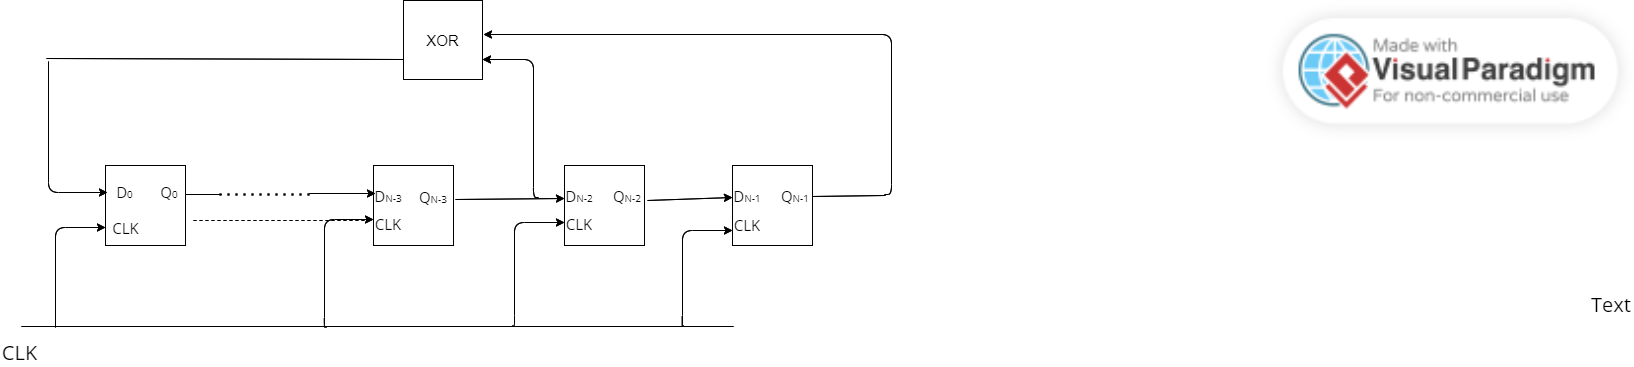 XOR
Made with
Visual Paradigm
For non-commercial use
D0 Q0
CLK
DN-3 QN-3
CLK
DN-2 QN-2
CLK
DN-1 QN-1
CLK
Text
CLK